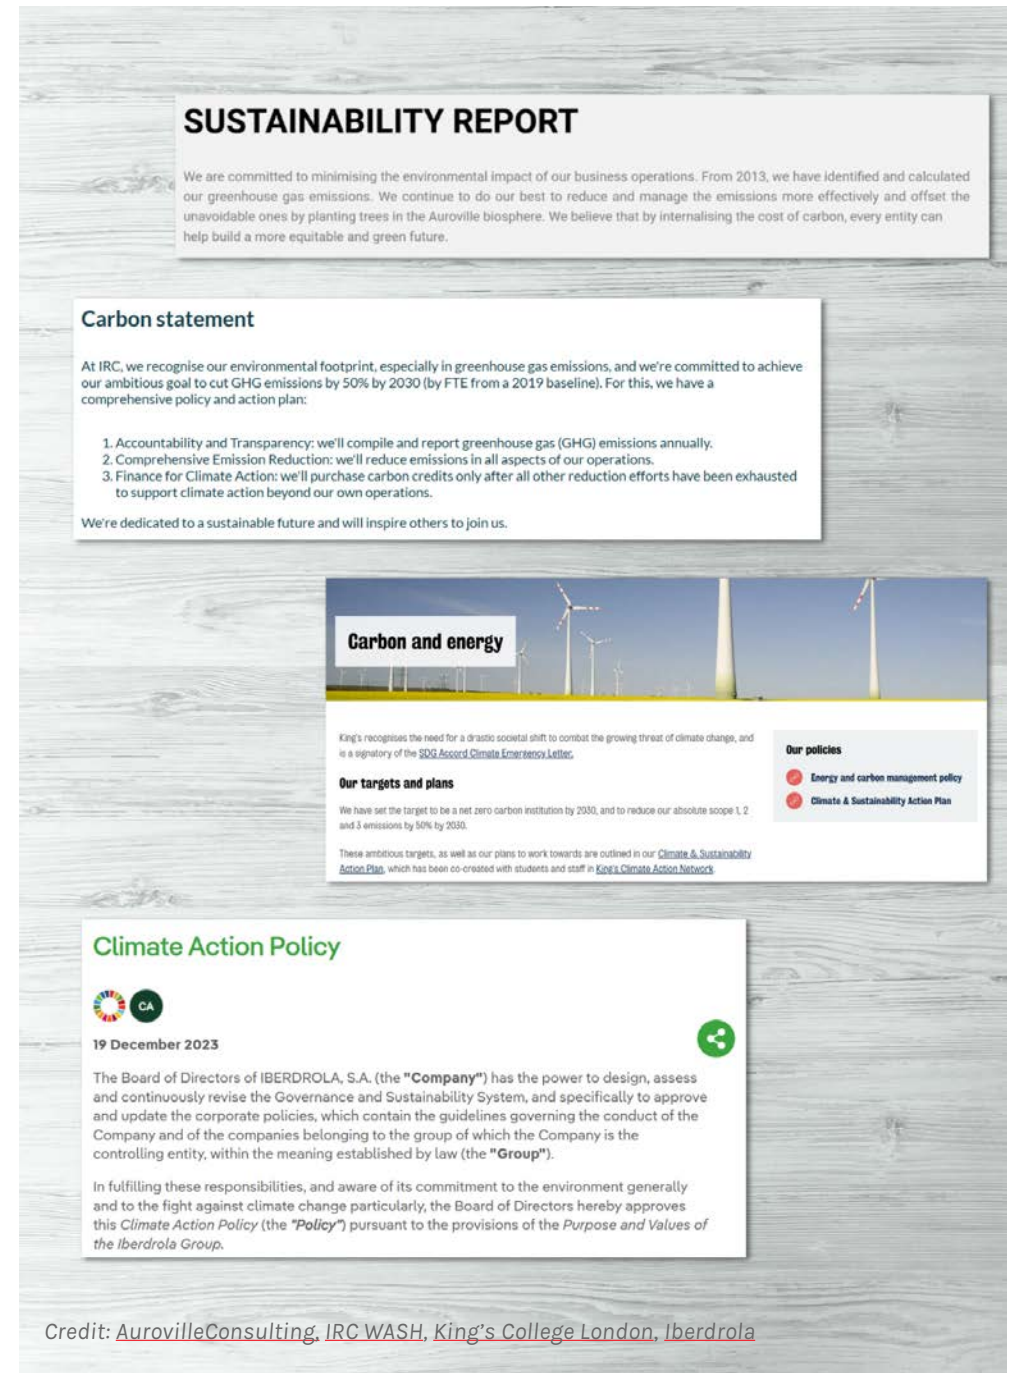 SUSTAINABILITY REPORT
We are committed to minimising the environmental impact of our business operations. From 2013, we have identified and calculated
our greenhouse gas emissions. We continue to do our best to reduce and manage the emissions more effectively and offset the
unavoidable ones by planting trees in the Auroville biosphere. We believe that by internalising the cost of carbon, every entity can
help build a more equitable and green future.
Carbon statement
At IRC, we recognise our environmental footprint, especially in greenhouse gas emissions, and we're committed to achieve
our ambitious goal to cut GHG emissions by 50% by 2030 (by FTE from a 2019 baseline). For this, we have a
comprehensive policy and action plan:
1. Accountability and Transparency: we'll compile and report greenhouse gas (GHG) emissions annually.
2. Comprehensive Emission Reduction: we'll reduce emissions in all aspects of our operations.
3. Finance for Climate Action: we'll purchase carbon credits only after all other reduction efforts have been exhausted
to support climate action beyond our own operations.
We're dedicated to a sustainable future and will inspire others to join us.
Carbon and energy
King's recognises the need for a drastic societal shift to combat the growing threat of climate change, and
is a signatory of the SDG Accord Climate Emergency Letter.
Our targets and plans
We have set the target to be a net zero carbon institution by 2030, and to reduce our absolute scope 1, 2
and 3 emissions by 50% by 2030.
These ambitious targets, as well as our plans to work towards are outlined in our Climate & Sustainability
Action Plan, which has been co-created with students and staff in King's Climate Action Network.
Our policies
Energy and carbon management policy
Climate & Sustainability Action Plan
Climate Action Policy
CA
19 December 2023
The Board of Directors of IBERDROLA, S.A. (the "Company") has the power to design, assess
and continuously revise the Governance and Sustainability System, and specifically to approve
and update the corporate policies, which contain the guidelines governing the conduct of the
Company and of the companies belonging to the group of which the Company is the
controlling entity, within the meaning established by law (the "Group").
In fulfilling these responsibilities, and aware of its commitment to the environment generally
and to the fight against climate change particularly, the Board of Directors hereby approves
this Climate Action Policy (the "Policy") pursuant to the provisions of the Purpose and Values of
the Iberdrola Group.
Credit: AurovilleConsulting, IRC WASH, King's College London, Iberdrola